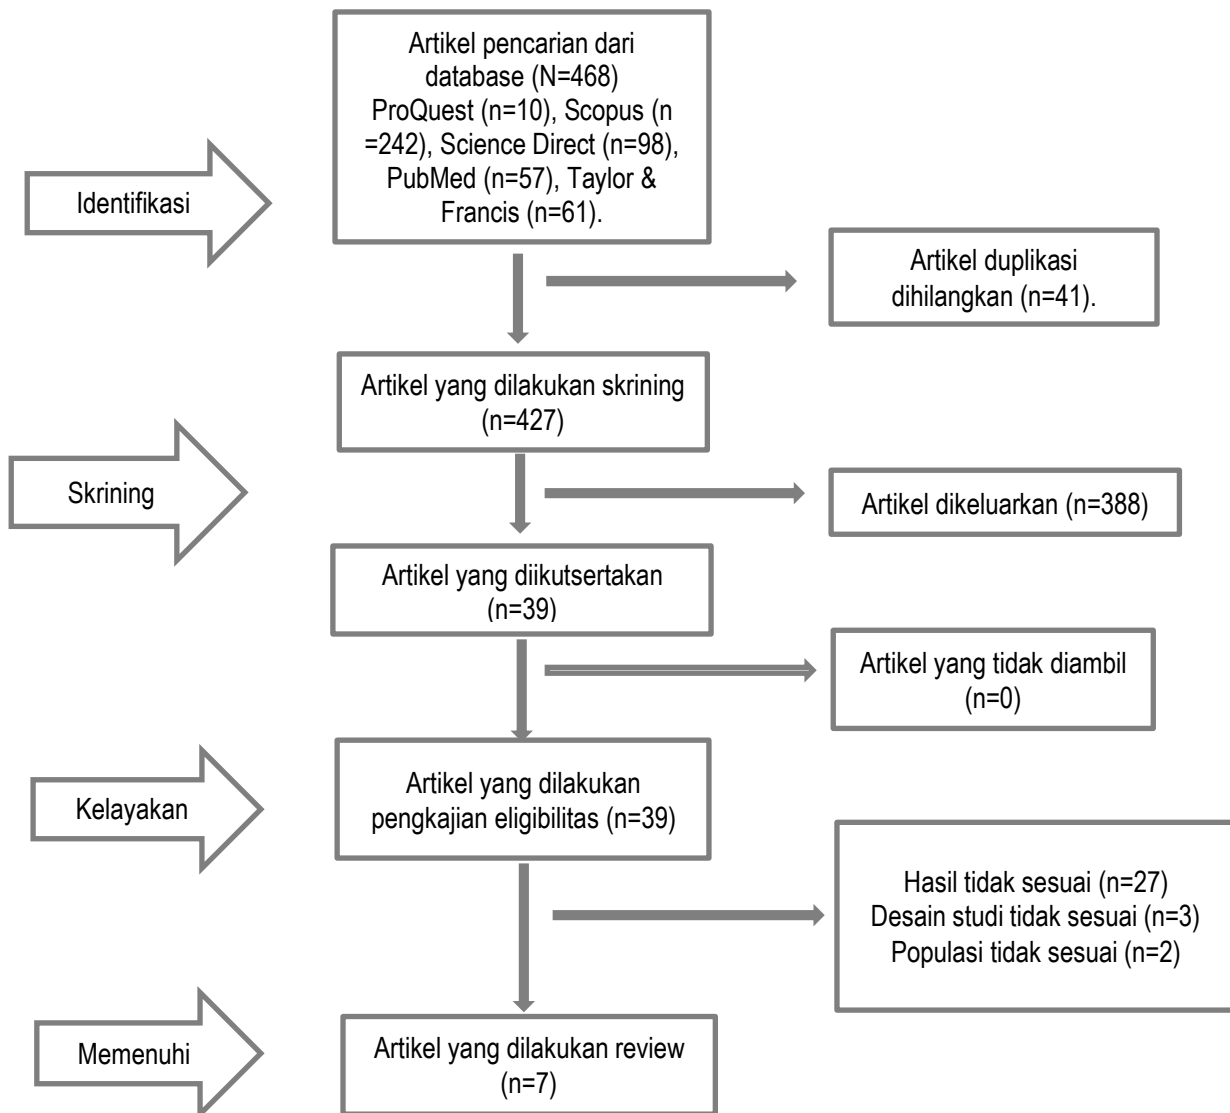 Artikel pencarian dari
database (N=468)
ProQuest (n=10), Scopus (n
=242), Science Direct (n=98),
PubMed (n=57), Taylor &
Francis (n=61).
Identifikasi
Artikel duplikasi
dihilangkan (n=41).
Artikel yang dilakukan skrining
(n=427)
Skrining
Artikel dikeluarkan (n=388)
Artikel yang diikutsertakan
(n=39)
Artikel yang tidak diambil
(n=0)
Kelayakan
Artikel yang dilakukan
pengkajian eligibilitas (n=39)
Hasil tidak sesuai (n=27)
Desain studi tidak sesuai (n=3)
Populasi tidak sesuai (n=2)
Memenuhi
Artikel yang dilakukan review
(n=7)